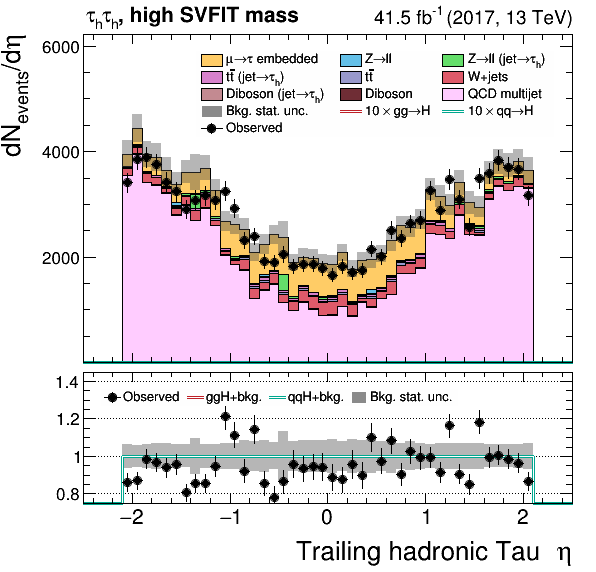 τhτh, high SVFIT mass 41.5 fb⁻¹ (2017, 13 TeV)
dNevents/dη
6000
4000
2000
μ→τ embedded Z→ll Z→ll (jet→τh)
tt̄ (jet→τh) tt̄ W+jets
Diboson (jet→τh) Diboson QCD multijet
Bkg. stat. unc. 10 × gg→H 10 × qq→H
Observed
1.4
1.2
1
0.8
Observed ggH+bkg. qqH+bkg. Bkg. stat. unc.
−2 −1 0 1 2
Trailing hadronic Tau η